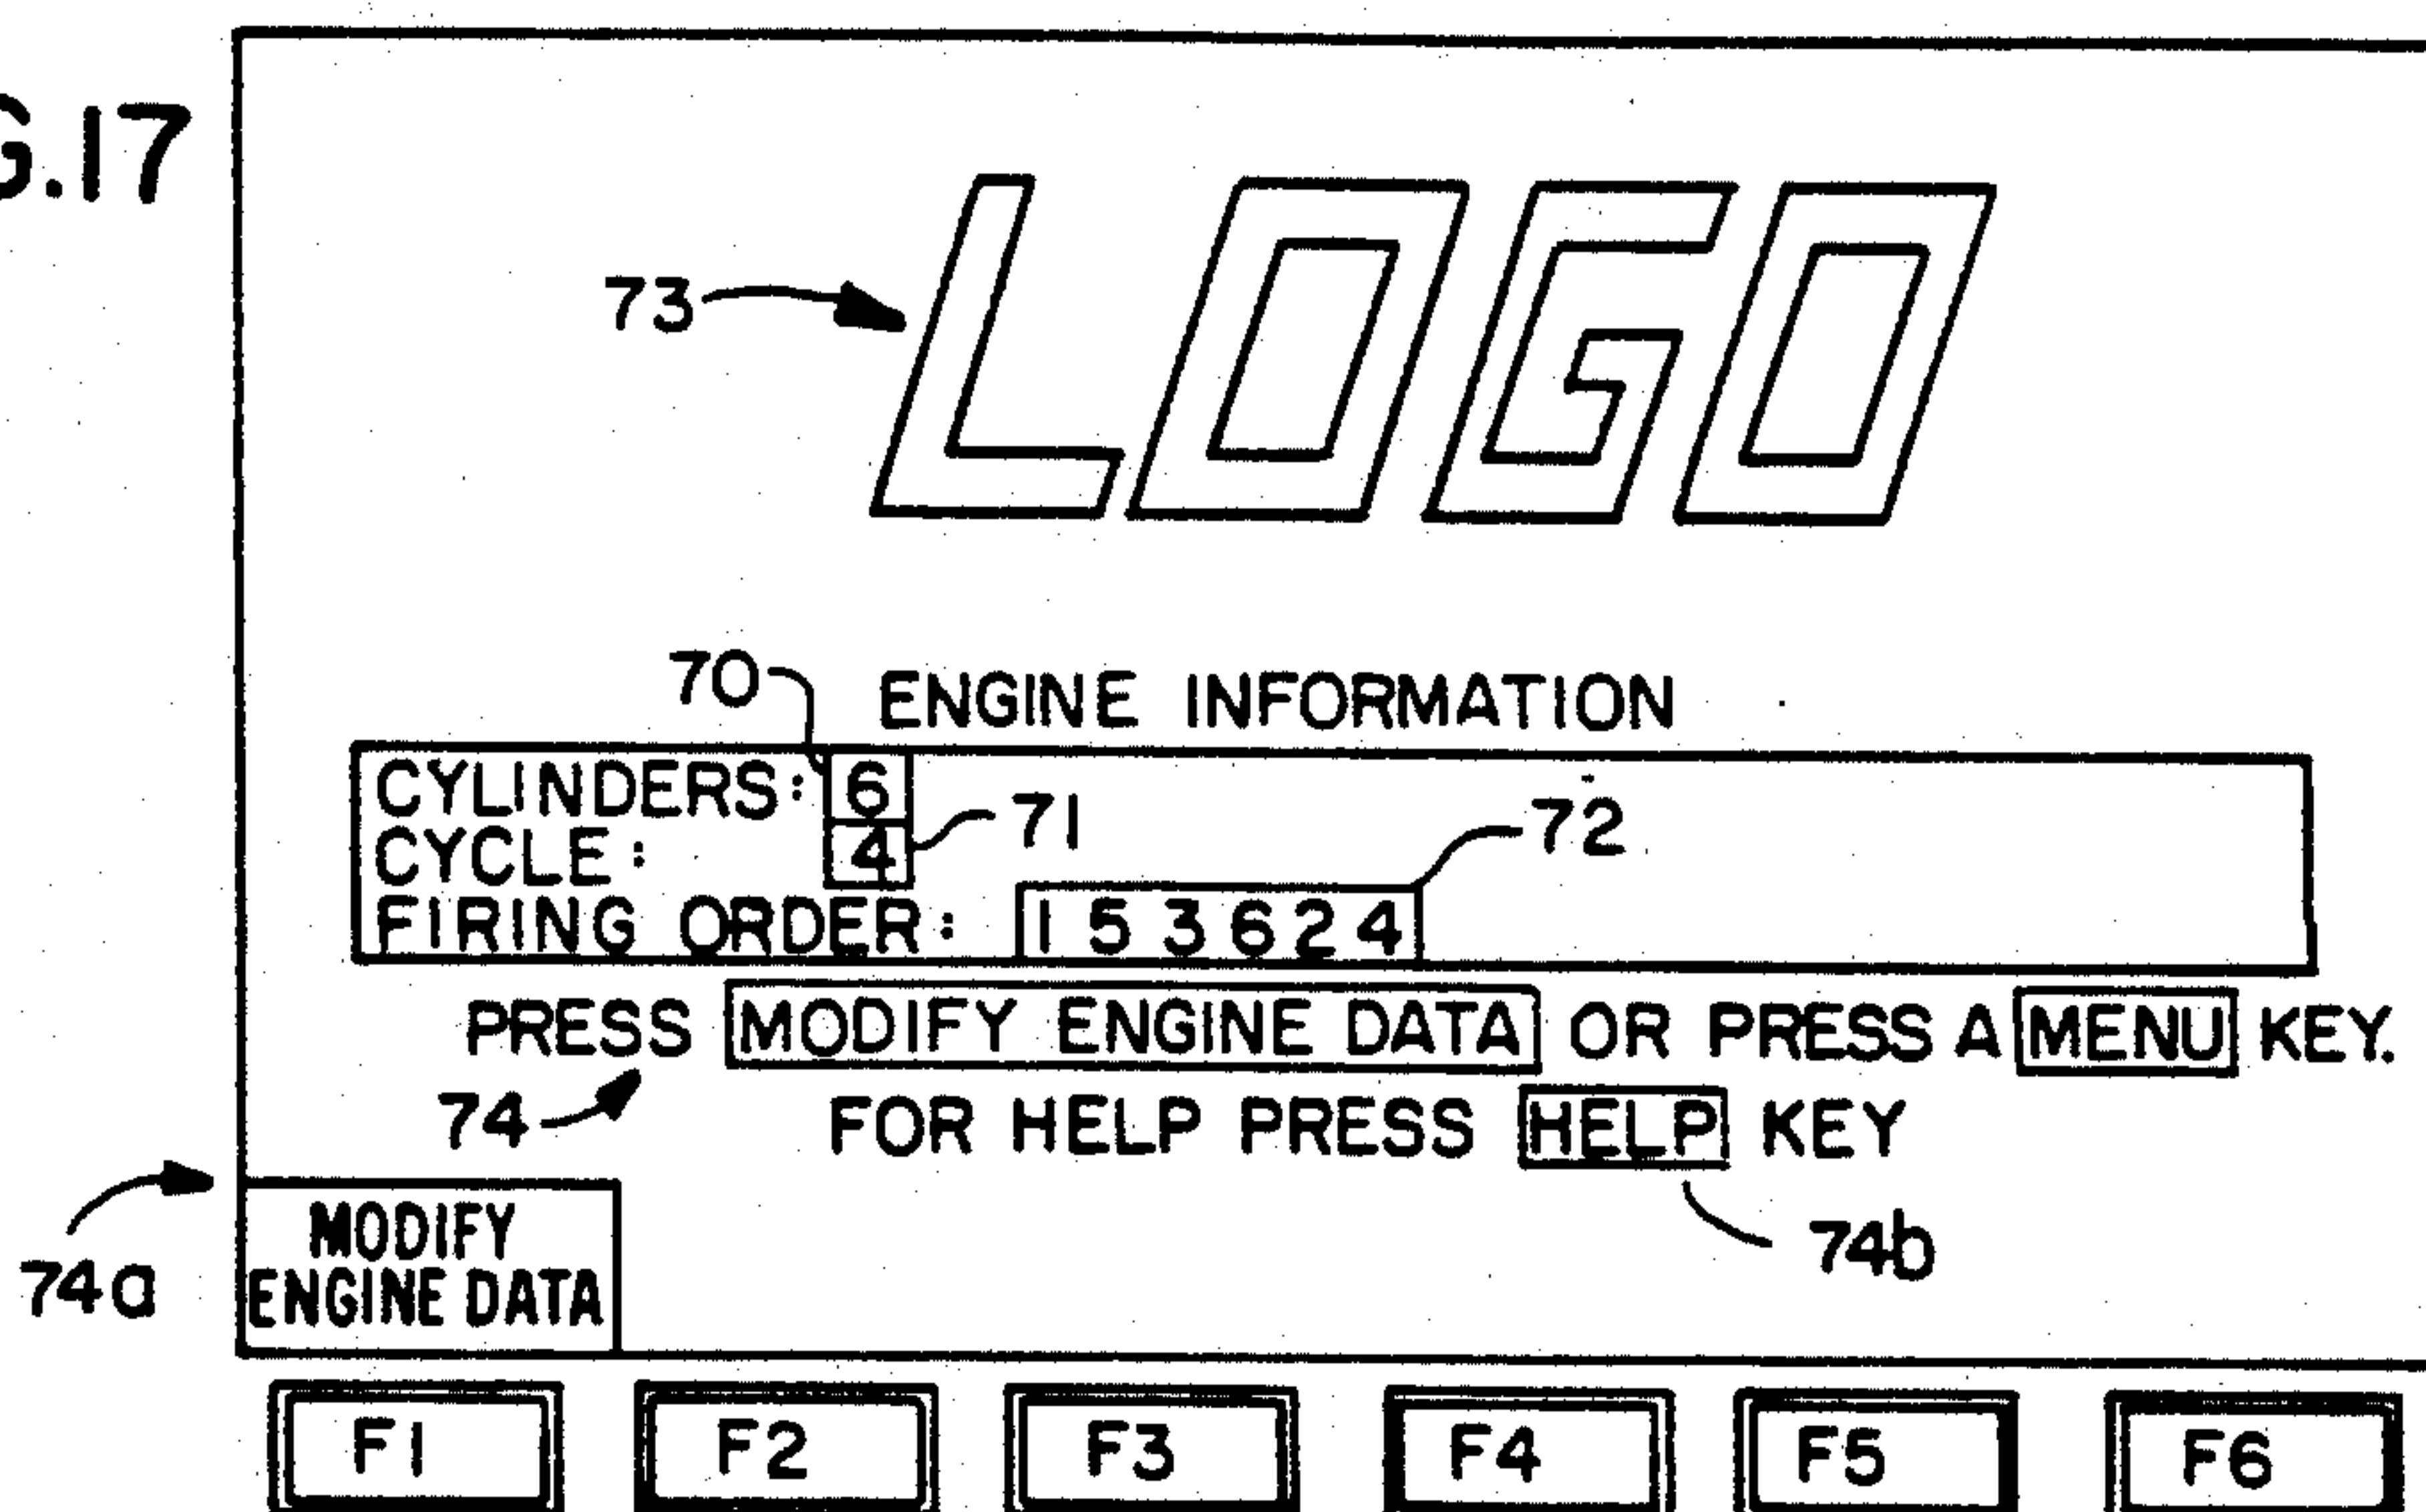 G.17
LOGO
73
70
ENGINE INFORMATION
CYLINDERS: 6
CYCLE: 4
71
72
FIRING ORDER: 1 5 3 6 2 4
PRESS MODIFY ENGINE DATA OR PRESS A MENU KEY.
74
FOR HELP PRESS HELP KEY
74a
MODIFY
ENGINE DATA
74b
F1 F2 F3 F4 F5 F6